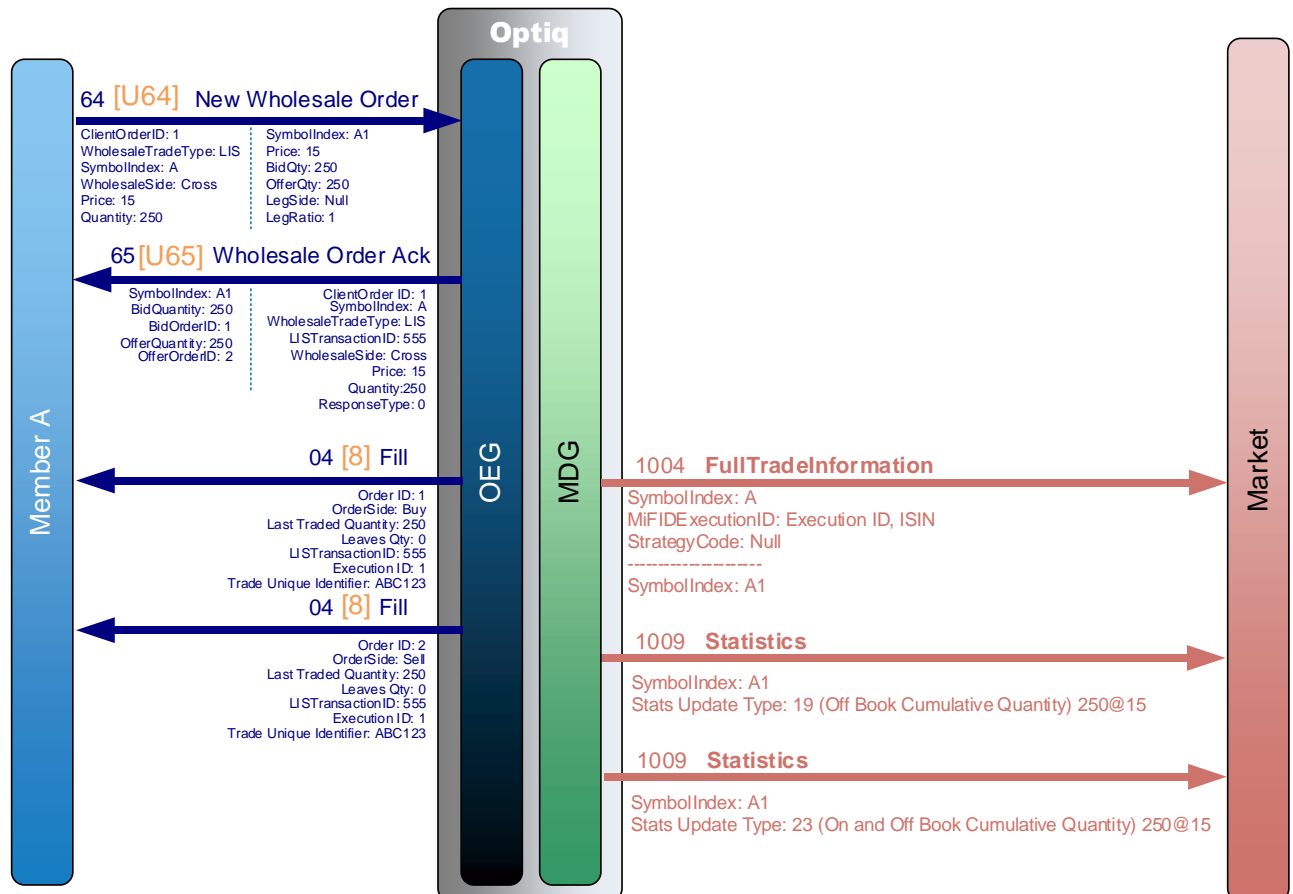 Optiq
Member A
OEG
MDG
Market
64 [U64] New Wholesale Order
ClientOrderID: 1
WholesaleTradeType: LIS
SymbolIndex: A
WholesaleSide: Cross
Price: 15
Quantity: 250
SymbolIndex: A1
Price: 15
BidQty: 250
OfferQty: 250
LegSide: Null
LegRatio: 1
65 [U65] Wholesale Order Ack
SymbolIndex: A1
BidQuantity: 250
BidOrderID: 1
OfferQuantity: 250
OfferOrderID: 2
ClientOrder ID: 1
SymbolIndex: A
WholesaleTradeType: LIS
LISTransactionID: 555
WholesaleSide: Cross
Price: 15
Quantity:250
ResponseType: 0
04 [8] Fill
Order ID: 1
OrderSide: Buy
Last Traded Quantity: 250
Leaves Qty: 0
LISTransactionID: 555
Execution ID: 1
Trade Unique Identifier: ABC123
04 [8] Fill
Order ID: 2
OrderSide: Sell
Last Traded Quantity: 250
Leaves Qty: 0
LISTransactionID: 555
Execution ID: 1
Trade Unique Identifier: ABC123
1004 FullTradeInformation
SymbolIndex: A
MiFIDExecutionID: Execution ID, ISIN
StrategyCode: Null
---------------------
SymbolIndex: A1
1009 Statistics
SymbolIndex: A1
Stats Update Type: 19 (Off Book Cumulative Quantity) 250@15
1009 Statistics
SymbolIndex: A1
Stats Update Type: 23 (On and Off Book Cumulative Quantity) 250@15